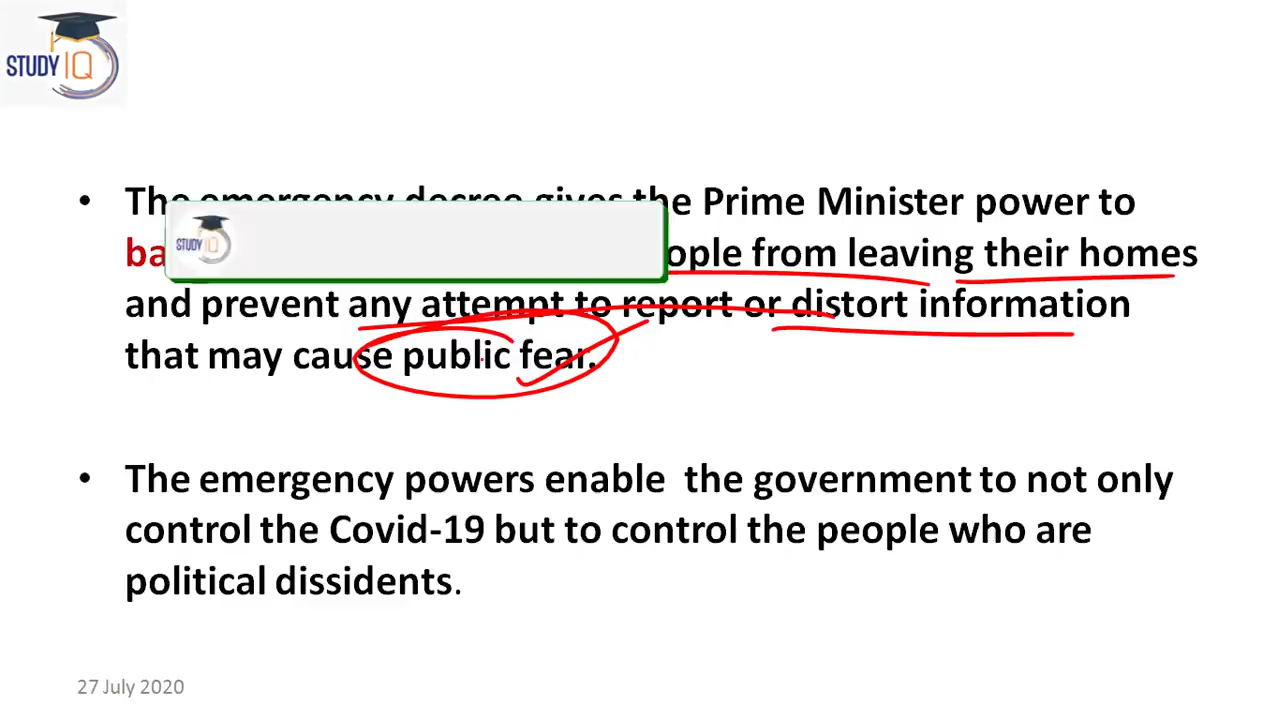 STUDY IQ
• The emergency decree gives the Prime Minister power to
STUDY IQ
from leaving their homes
and prevent any attempt to report or distort information
that may cause public fear.
• The emergency powers enable the government to not only
control the Covid-19 but to control the people who are
political dissidents.
27 July 2020